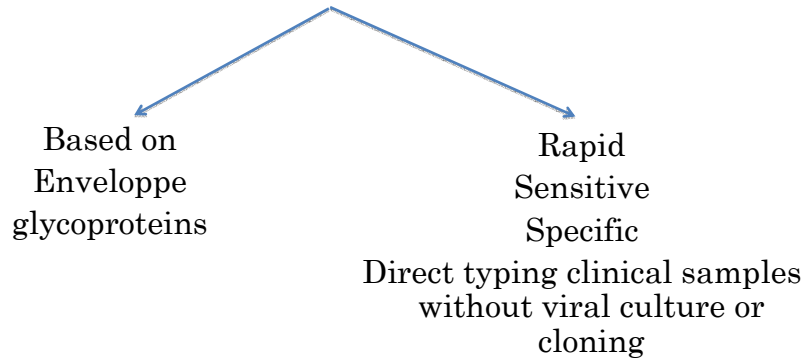 Based on
Enveloppe
glycoproteins
Rapid
Sensitive
Specific
Direct typing clinical samples
without viral culture or
cloning